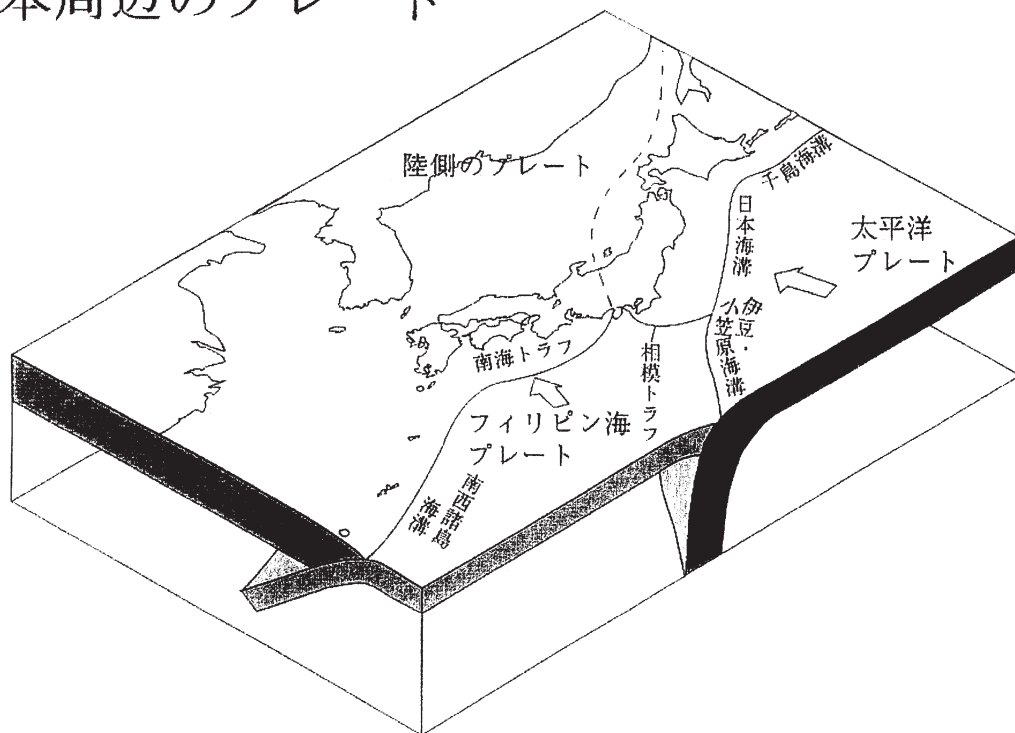 本周辺のプレート
陸側のプレート
千島海溝
日本海溝
太平洋
プレート
伊豆・
小笠原海溝
相模トラフ
南海トラフ
フィリピン海
プレート
南西諸島
海溝